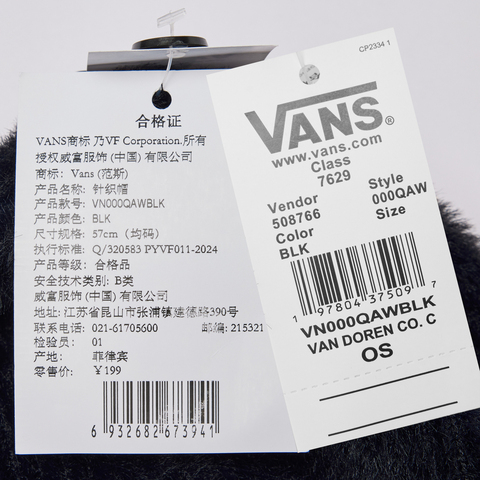 合格证
VANS商标 乃VF Corporation.所有
授权威富服饰 (中国) 有限公司
商标: Vans (范斯)
产品名称: 针织帽
产品款号: VN000QAWBLK
产品颜色: BLK
尺寸规格: 57cm (均码)
执行标准: Q/320583 PYVF011-2024
产品等级: 合格品
安全技术类别: B类
威富服饰 (中国) 有限公司
地址: 江苏省昆山市张浦镇建德路390号
联系电话: 021-61705600 邮编: 215321
检验员: 01
产地: 菲律宾
零售价: ¥199
6 932682 673941
CP2334 1
VANS®
www.vans.com
Class
7629
Vendor Style
508766 000QAW
Color Size
BLK
1 97804 37509 7
VN000QAWBLK
VAN DOREN CO. C
OS